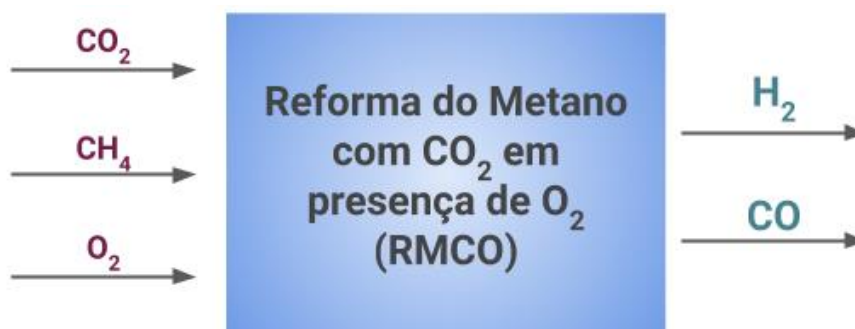 CO₂
CH₄
O₂
Reforma do Metano
com CO₂ em
presença de O₂
(RMCO)
H₂
CO